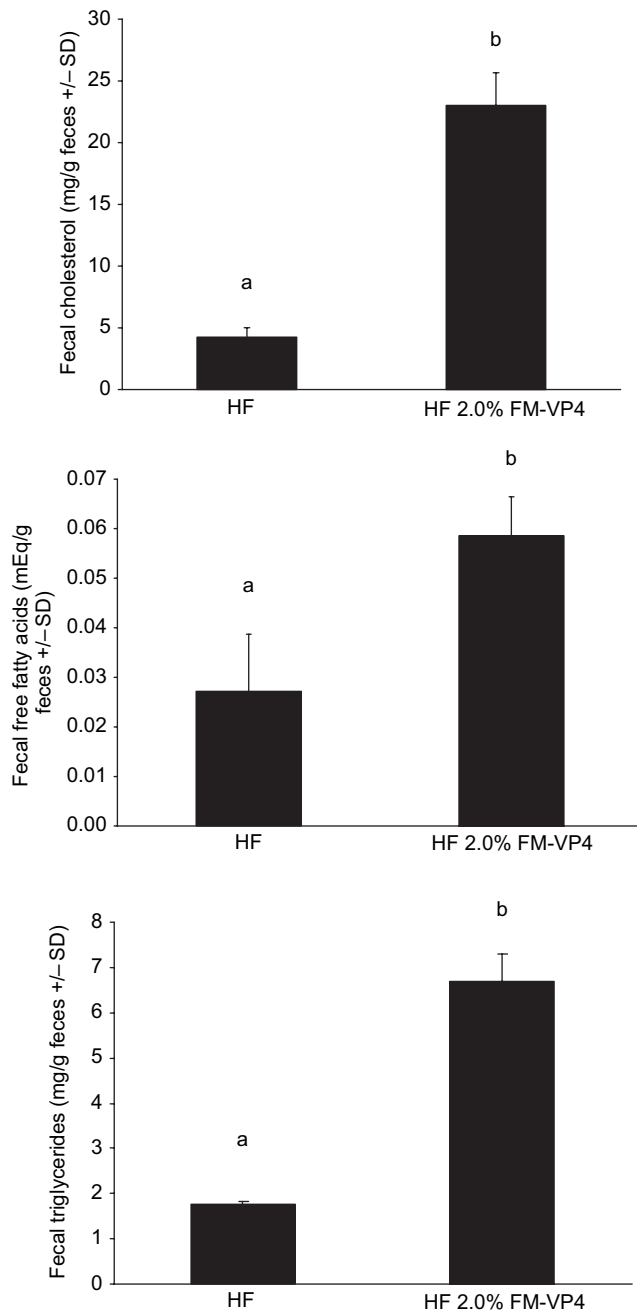 Fecal cholesterol (mg/g feces +/– SD)
30
25
20
15
10
5
0
a
b
HF
HF 2.0% FM-VP4
Fecal free fatty acids (mEq/g
feces +/– SD)
0.07
0.06
0.05
0.04
0.03
0.02
0.01
0.00
a
b
HF
HF 2.0% FM-VP4
Fecal triglycerides (mg/g feces +/– SD)
8
7
6
5
4
3
2
1
0
a
b
HF
HF 2.0% FM-VP4